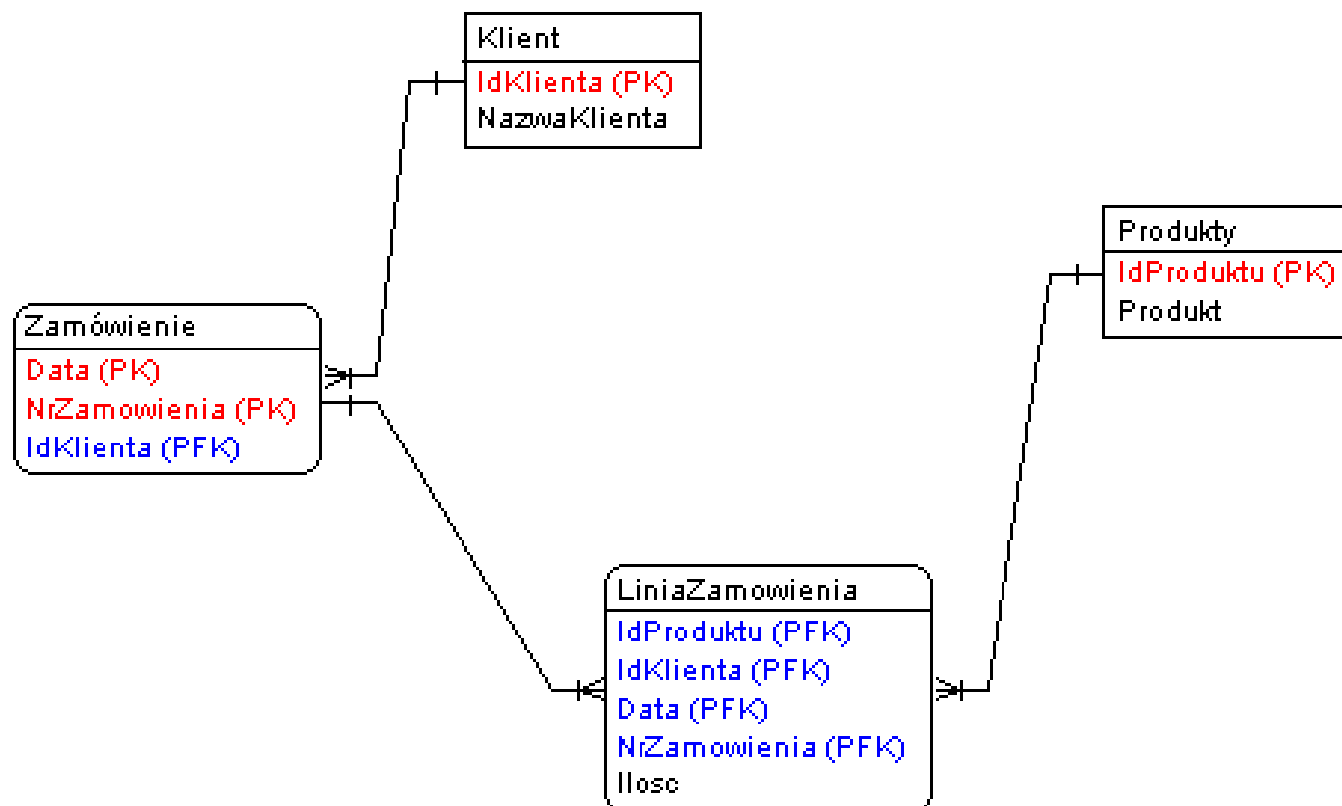 Klient
IdKlienta (PK)
NazwaKlienta
Produkty
IdProduktu (PK)
Produkt
Zamówienie
Data (PK)
NrZamowienia (PK)
IdKlienta (PFK)
LiniaZamowienia
IdProduktu (PFK)
IdKlienta (PFK)
Data (PFK)
NrZamowienia (PFK)
Ilosc